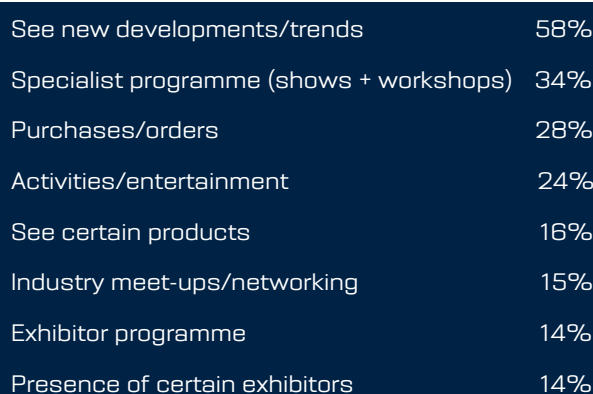 See new developments/trends 58%
Specialist programme (shows + workshops) 34%
Purchases/orders 28%
Activities/entertainment 24%
See certain products 16%
Industry meet-ups/networking 15%
Exhibitor programme 14%
Presence of certain exhibitors 14%